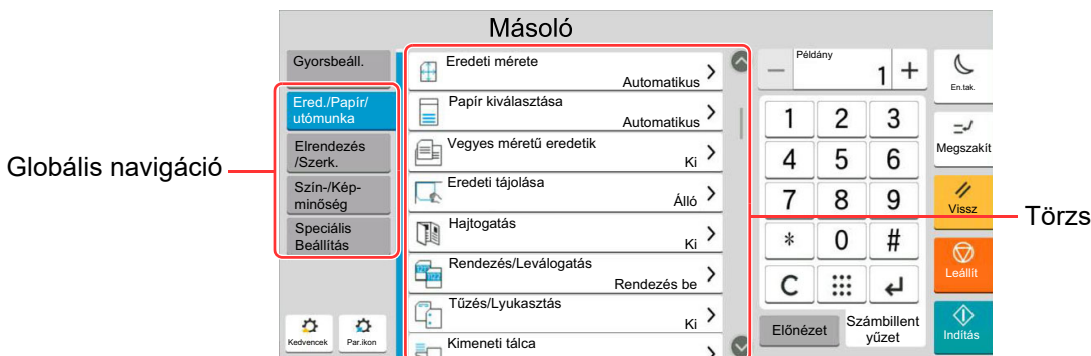 Másoló
Globális navigáció
Gyorsbeáll.
Ered./Papír/
utómunka
Elrendezés
/Szerk.
Szín-/Kép-
minőség
Speciális
Beállítás
Kedvencek
Par.ikon
Eredeti mérete
Automatikus
Papír kiválasztása
Automatikus
Vegyes méretű eredetik
Ki
Eredeti tájolása
Álló
Hajtogatás
Ki
Rendezés/Leválogatás
Rendezés be
Tűzés/Lyukasztás
Ki
Kimeneti tálca
Példány
− 1 +
1 2 3
4 5 6
7 8 9
* 0 #
C
Előnézet
Számbillent
yűzet
En.tak.
Megszakít
Vissz
Leállít
Indítás
Törzs